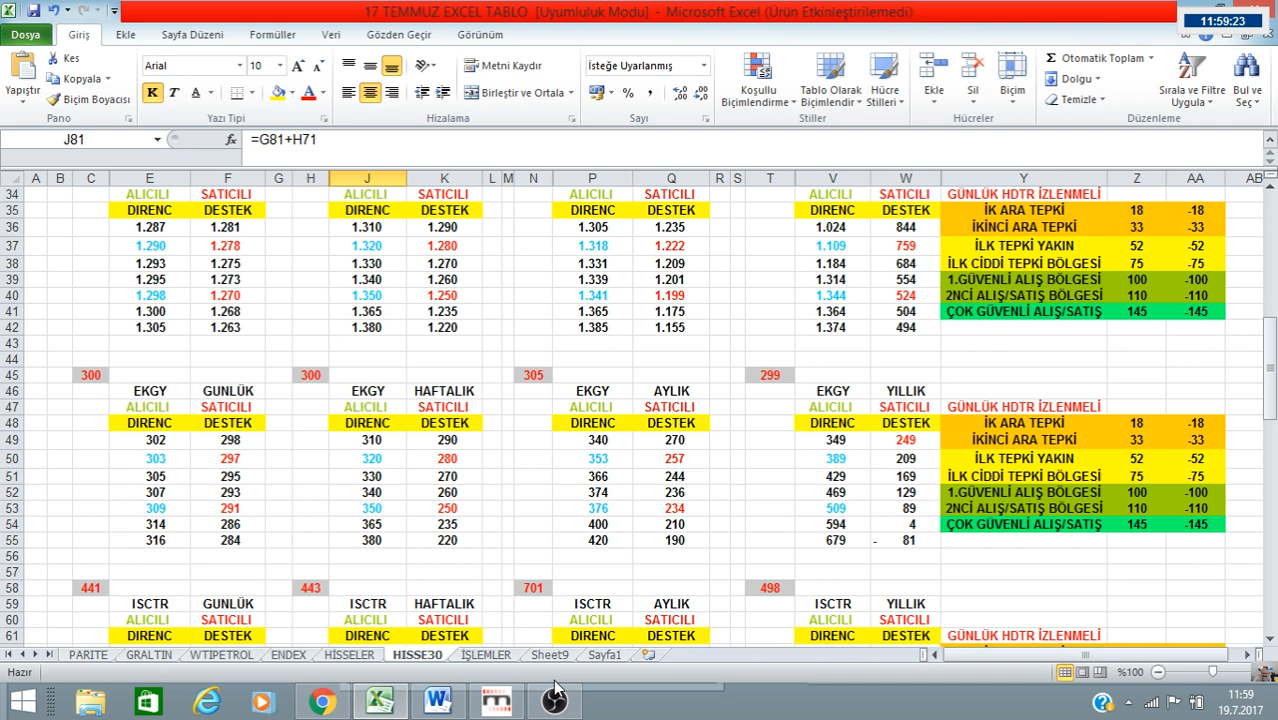 17 TEMMUZ EXCEL TABLO [Uyumluluk Modu] - Microsoft Excel (Ürün Etkinleştirilemedi)
11:59:23
Dosya Giriş Ekle Sayfa Düzeni Formüller Veri Gözden Geçir Görünüm
Yapıştır
Kes
Kopyala
Biçim Boyacısı
Pano
Arial 10
K T A
Yazı Tipi
Metni Kaydır
Birleştir ve Ortala
Hizalama
İsteğe Uyarlanmış
Sayı
Koşullu Biçimlendirme
Tablo Olarak Biçimlendir
Hücre Stilleri
Stiller
Ekle Sil Biçim
Hücreler
Σ Otomatik Toplam
Dolgu
Temizle
Sırala ve Filtre Uygula
Bul ve Seç
Düzenleme
J81 fx =G81+H71
A B C E F G H J K L M N P Q R S T V W Y Z AA AB
34 ALICILI SATICILI ALICILI SATICILI ALICILI SATICILI ALICILI SATICILI GÜNLÜK HDTR İZLENMELİ
35 DIRENC DESTEK DIRENC DESTEK DIRENC DESTEK DIRENC DESTEK İK ARA TEPKİ 18 -18
36 1.287 1.281 1.310 1.290 1.305 1.235 1.024 844 İKİNCİ ARA TEPKİ 33 -33
37 1.290 1.278 1.320 1.280 1.318 1.222 1.109 759 İLK TEPKİ YAKIN 52 -52
38 1.293 1.275 1.330 1.270 1.331 1.209 1.184 684 İLK CİDDİ TEPKİ BÖLGESİ 75 -75
39 1.295 1.273 1.340 1.260 1.339 1.201 1.314 554 1.GÜVENLİ ALIŞ BÖLGESİ 100 -100
40 1.298 1.270 1.350 1.250 1.341 1.199 1.344 524 2NCİ ALIŞ/SATIŞ BÖLGESİ 110 -110
41 1.300 1.268 1.365 1.235 1.365 1.175 1.364 504 ÇOK GÜVENLİ ALIŞ/SATIŞ 145 -145
42 1.305 1.263 1.380 1.220 1.385 1.155 1.374 494
43
44
45 300 300 305 299
46 EKGY GUNLÜK EKGY HAFTALIK EKGY AYLIK EKGY YILLIK
47 ALICILI SATICILI ALICILI SATICILI ALICILI SATICILI ALICILI SATICILI GÜNLÜK HDTR İZLENMELİ
48 DIRENC DESTEK DIRENC DESTEK DIRENC DESTEK DIRENC DESTEK İK ARA TEPKİ 18 -18
49 302 298 310 290 340 270 349 249 İKİNCİ ARA TEPKİ 33 -33
50 303 297 320 280 353 257 389 209 İLK TEPKİ YAKIN 52 -52
51 305 295 330 270 366 244 429 169 İLK CİDDİ TEPKİ BÖLGESİ 75 -75
52 307 293 340 260 374 236 469 129 1.GÜVENLİ ALIŞ BÖLGESİ 100 -100
53 309 291 350 250 376 234 509 89 2NCİ ALIŞ/SATIŞ BÖLGESİ 110 -110
54 314 286 365 235 400 210 594 4 ÇOK GÜVENLİ ALIŞ/SATIŞ 145 -145
55 316 284 380 220 420 190 679 - 81
56
57
58 441 443 701 498
59 ISCTR GUNLÜK ISCTR HAFTALIK ISCTR AYLIK ISCTR YILLIK
60 ALICILI SATICILI ALICILI SATICILI ALICILI SATICILI ALICILI SATICILI
61 DIRENC DESTEK DIRENC DESTEK DIRENC DESTEK DIRENC DESTEK GÜNLÜK HDTR İZLENMELİ
PARITE GRALTIN WTIPETROL ENDEX HİSSELER HISSE30 İŞLEMLER Sheet9 Sayfa1
Hazır %100
11:59
19.7.2017